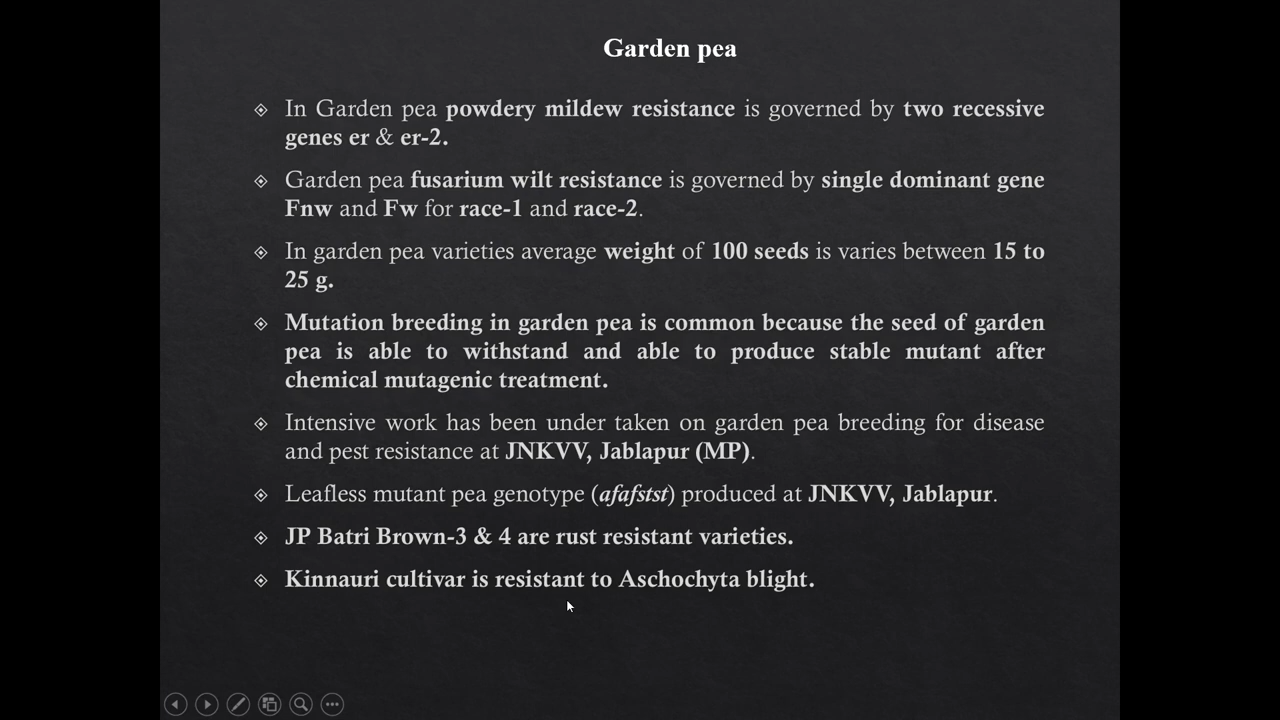 Garden pea
In Garden pea powdery mildew resistance is governed by two recessive
genes er & er-2.
Garden pea fusarium wilt resistance is governed by single dominant gene
Fnw and Fw for race-1 and race-2.
In garden pea varieties average weight of 100 seeds is varies between 15 to
25 g.
Mutation breeding in garden pea is common because the seed of garden
pea is able to withstand and able to produce stable mutant after
chemical mutagenic treatment.
Intensive work has been under taken on garden pea breeding for disease
and pest resistance at JNKVV, Jablapur (MP).
Leafless mutant pea genotype (afafstst) produced at JNKVV, Jablapur.
JP Batri Brown-3 & 4 are rust resistant varieties.
Kinnauri cultivar is resistant to Aschochyta blight.